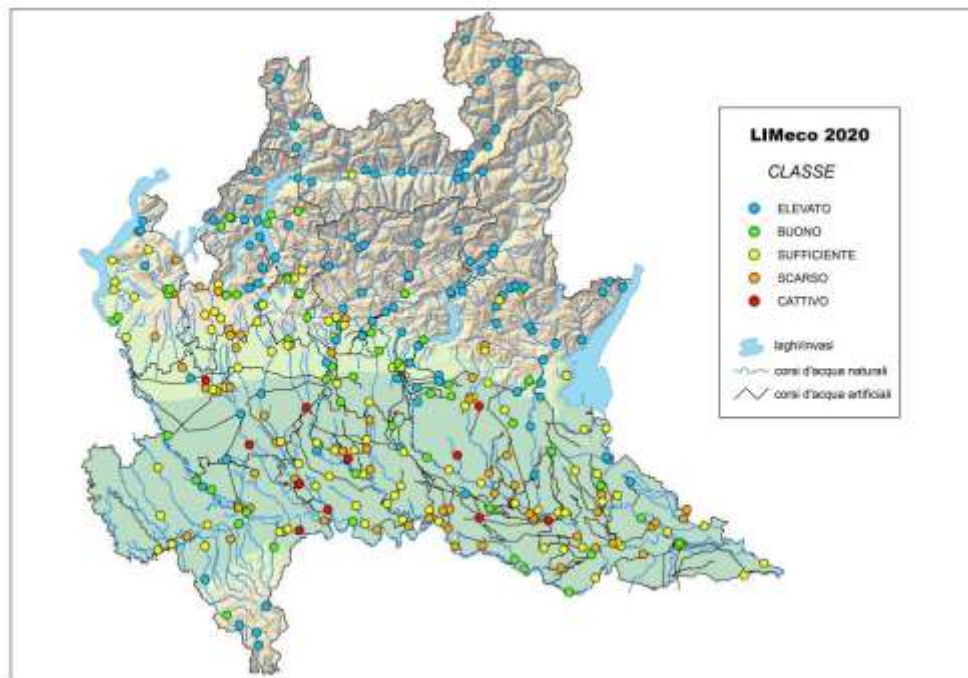 LIMeco 2020
CLASSE
ELEVATO
BUONO
SUFFICIENTE
SCARSO
CATTIVO
laghi/invasi
corsi d'acqua naturali
corsi d'acqua artificiali